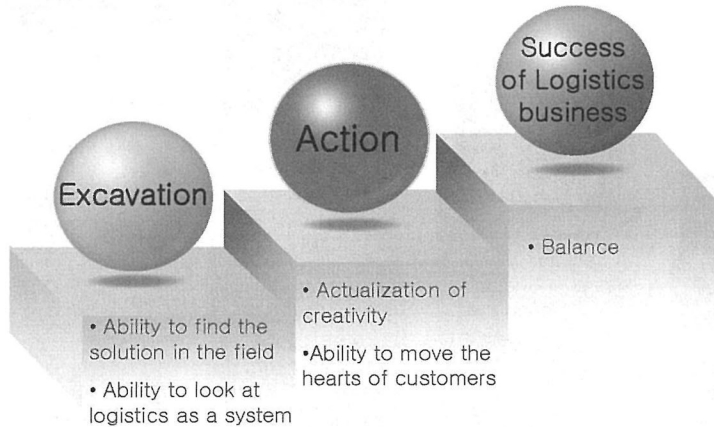 Excavation
• Ability to find the
solution in the field
• Ability to look at
logistics as a system
Action
• Actualization of
creativity
•Ability to move the
hearts of customers
Success
of Logistics
business
• Balance